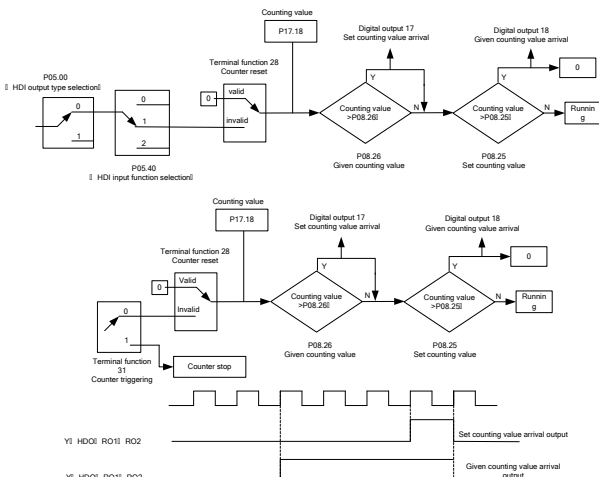 Counting value
P17.18
Digital output 17
Set counting value arrival
Digital output 18
Given counting value arrival
Terminal function 28
Counter reset
P05.00
HDI output type selection
0
1
0
1
2
P05.40
HDI input function selection
0
valid
invalid
Y
Counting value
>P08.26
N
P08.26
Given counting value
Y
Counting value
>P08.25
N
P08.25
Set counting value
0
Runnin
g
Counting value
P17.18
Digital output 17
Set counting value arrival
Digital output 18
Given counting value arrival
Terminal function 28
Counter reset
0
Valid
Invalid
0
1
Terminal function
31
Counter triggering
Counter stop
Y
Counting value
>P08.26
N
P08.26
Given counting value
Y
Counting value
>P08.25
N
P08.25
Set counting value
0
Runnin
g
Y HDO RO1 RO2
Set counting value arrival output
Y HDO RO1 RO2
Given counting value arrival
output